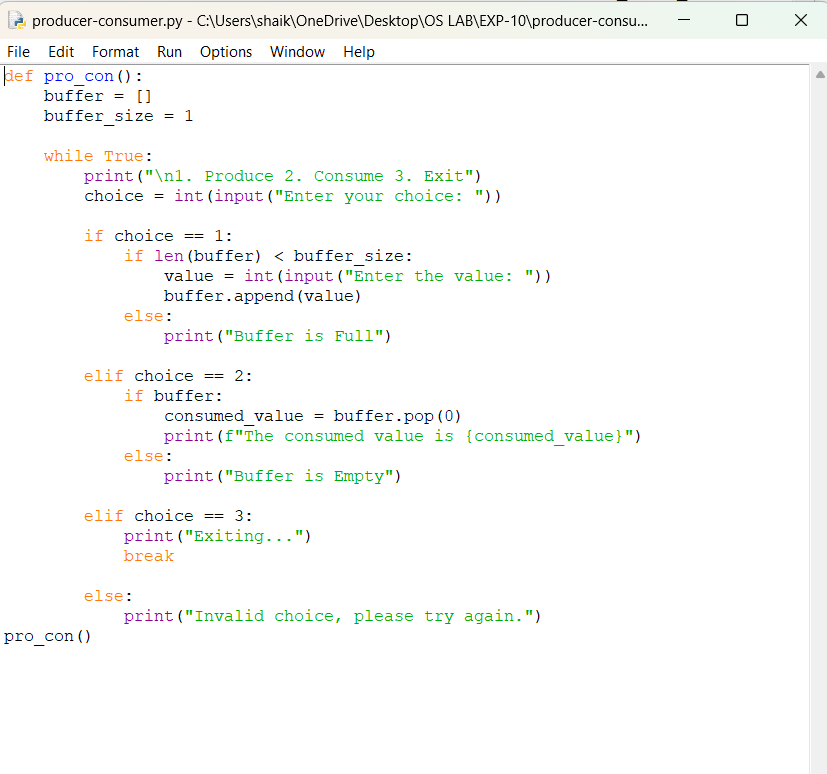 producer-consumer.py - C:\Users\shaik\OneDrive\Desktop\OS LAB\EXP-10\producer-consu...
File Edit Format Run Options Window Help
def pro_con():
    buffer = []
    buffer_size = 1

    while True:
        print("\n1. Produce 2. Consume 3. Exit")
        choice = int(input("Enter your choice: "))

        if choice == 1:
            if len(buffer) < buffer_size:
                value = int(input("Enter the value: "))
                buffer.append(value)
            else:
                print("Buffer is Full")

        elif choice == 2:
            if buffer:
                consumed_value = buffer.pop(0)
                print(f"The consumed value is {consumed_value}")
            else:
                print("Buffer is Empty")

        elif choice == 3:
            print("Exiting...")
            break

        else:
            print("Invalid choice, please try again.")
pro_con()